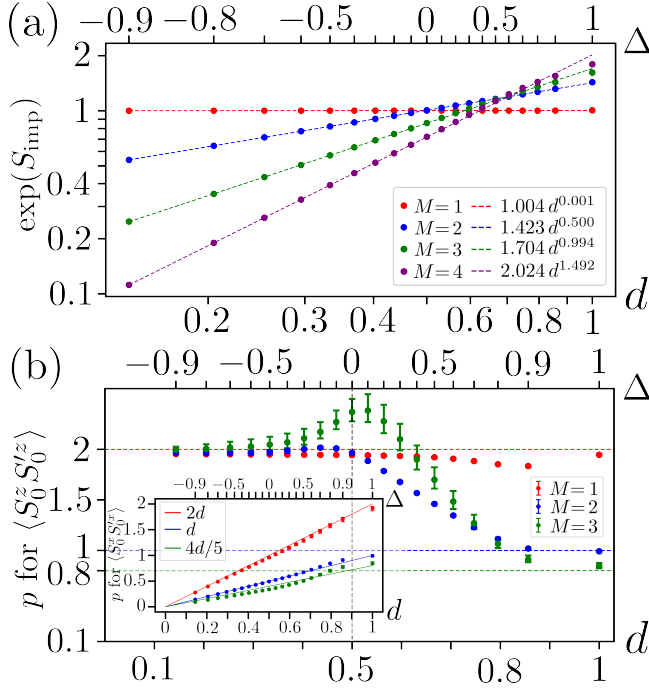 (a)
−0.9 −0.5 0 0.5 1 Δ
exp(S_imp)
2
1
0.4
0.2
0.1
M = 1 1.004 d^0.001
M = 2 1.423 d^0.500
M = 3 1.704 d^0.994
M = 4 2.024 d^1.492
0.2 0.3 0.4 0.6 0.8 1 d
(b)
−0.9 −0.5 0 0.5 0.9 1 Δ
p for ⟨S_0^z S_0'^z⟩
2
1.5
1
0.8
0.1
M = 1
M = 2
M = 3
−0.9 −0.5 0 0.5 0.9 1 Δ
p for ⟨S_0^x S_0'^x⟩
2
1.5
1
0.5
0
2d
d
4d/5
0 0.2 0.4 0.6 0.8 1 d
0.1 0.5 0.8 1 d